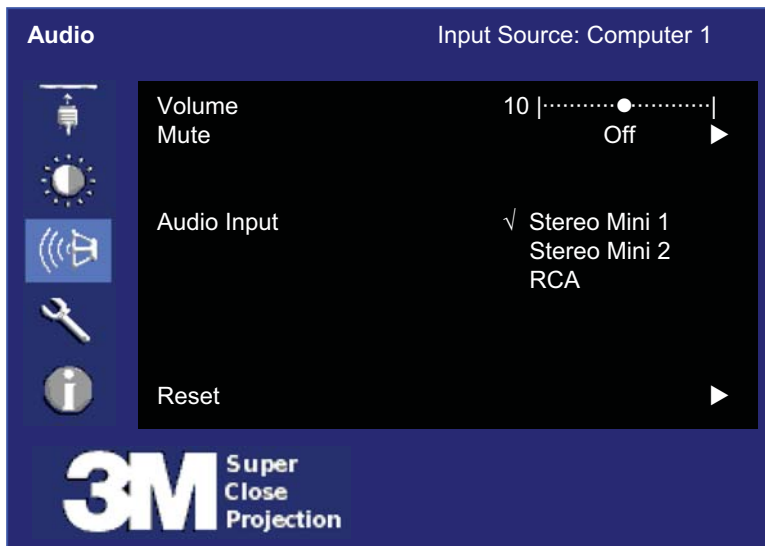 Audio Input Source: Computer 1
Volume 10 |···········●············|
Mute Off ▶
Audio Input √ Stereo Mini 1
Stereo Mini 2
RCA
i
Reset ▶
3M Super
Close
Projection